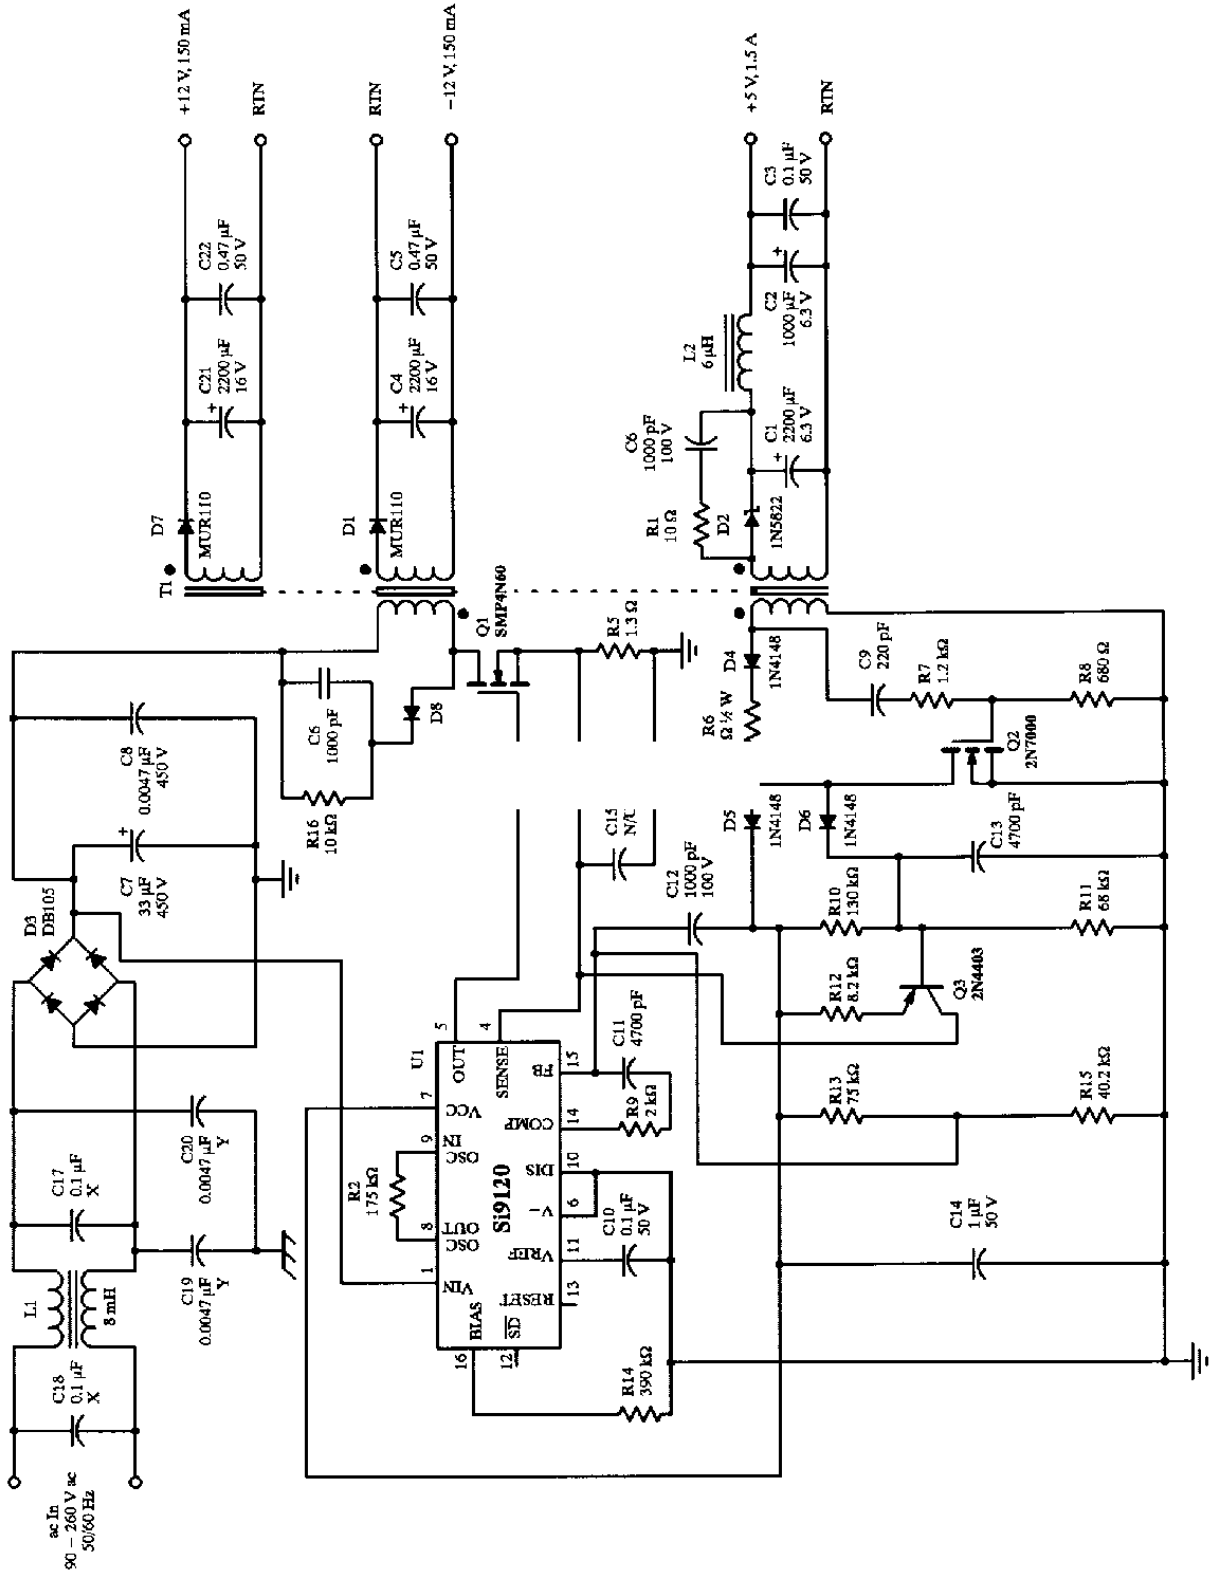 ac In
90 – 260 V ac
50/60 Hz
C18
0.1 µF
X
L1
8 mH
C17
0.1 µF
X
C19
0.0047 µF
Y
C20
0.0047 µF
Y
D3
DB105
C7
33 µF
450 V
+
C8
0.0047 µF
450 V
R16
10 kΩ
C6
1000 pF
D8
T1
D7
MUR110
C21
2200 µF
16 V
+
C22
0.47 µF
50 V
+12 V, 150 mA
RTN
D1
MUR110
C4
2200 µF
16 V
+
C5
0.47 µF
50 V
RTN
–12 V, 150 mA
Q1
SMP4N60
R5
1.3 Ω
C15
R1
10 Ω
C6
1000 pF
100 V
D2
1N5822
C1
2200 µF
6.3 V
+
L2
6 µH
C2
1000 µF
6.3 V
+
C3
0.1 µF
50 V
+5 V, 1.5 A
RTN
U1
Si9120
16
BIAS
1
VIN
8
OSC
OUT
9
OSC
IN
7
VCC
5
OUT
4
SENSE
12
SD
13
RESET
11
VREF
6
V–
10
DIS
14
COMP
15
FB
R2
175 kΩ
R14
390 kΩ
C10
0.1 µF
50 V
R9
2 kΩ
C11
4700 pF
C12
1000 pF
100 V
D5
1N4148
D6
1N4148
R6
Ω ½ W
D4
1N4148
C9
220 pF
R7
1.2 kΩ
R8
680 Ω
Q2
2N7000
C13
4700 pF
R10
130 kΩ
R11
68 kΩ
R12
8.2 kΩ
Q3
2N4403
R13
75 kΩ
R15
40.2 kΩ
C14
1 µF
50 V